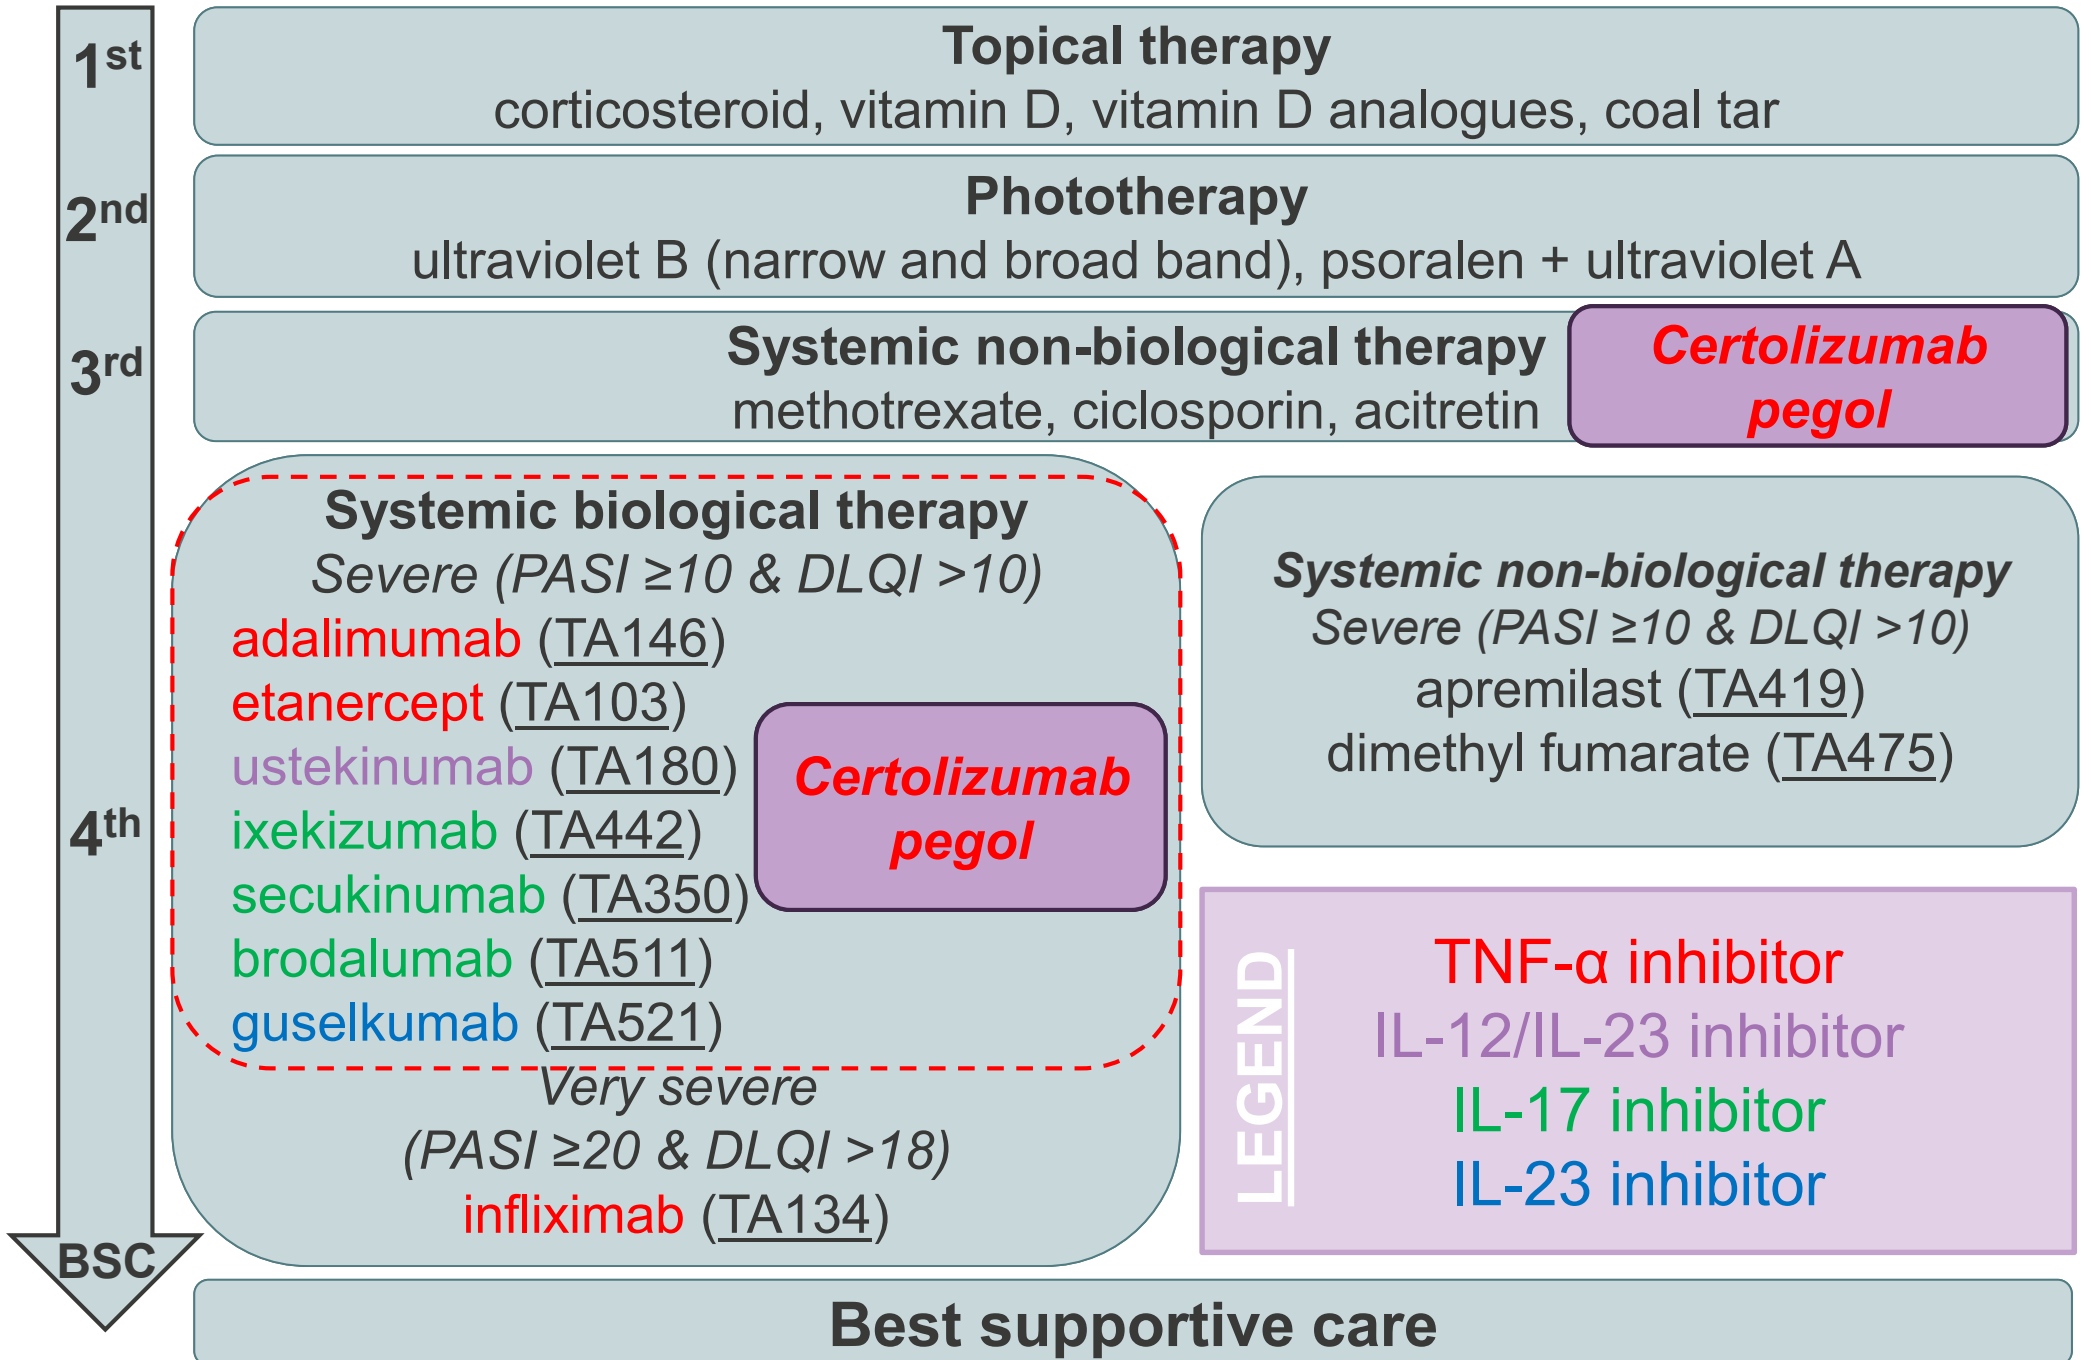 1st
Topical therapy
corticosteroid, vitamin D, vitamin D analogues, coal tar
2nd
Phototherapy
ultraviolet B (narrow and broad band), psoralen + ultraviolet A
3rd
Systemic non-biological therapy
methotrexate, ciclosporin, acitretin
Certolizumab
pegol
4th
Systemic biological therapy
Severe (PASI ≥10 & DLQI >10)
adalimumab (TA146)
etanercept (TA103)
ustekinumab (TA180)
ixekizumab (TA442)
secukinumab (TA350)
brodalumab (TA511)
guselkumab (TA521)
Certolizumab
pegol
Very severe
(PASI ≥20 & DLQI >18)
infliximab (TA134)
Systemic non-biological therapy
Severe (PASI ≥10 & DLQI >10)
apremilast (TA419)
dimethyl fumarate (TA475)
LEGEND
TNF-α inhibitor
IL-12/IL-23 inhibitor
IL-17 inhibitor
IL-23 inhibitor
BSC
Best supportive care